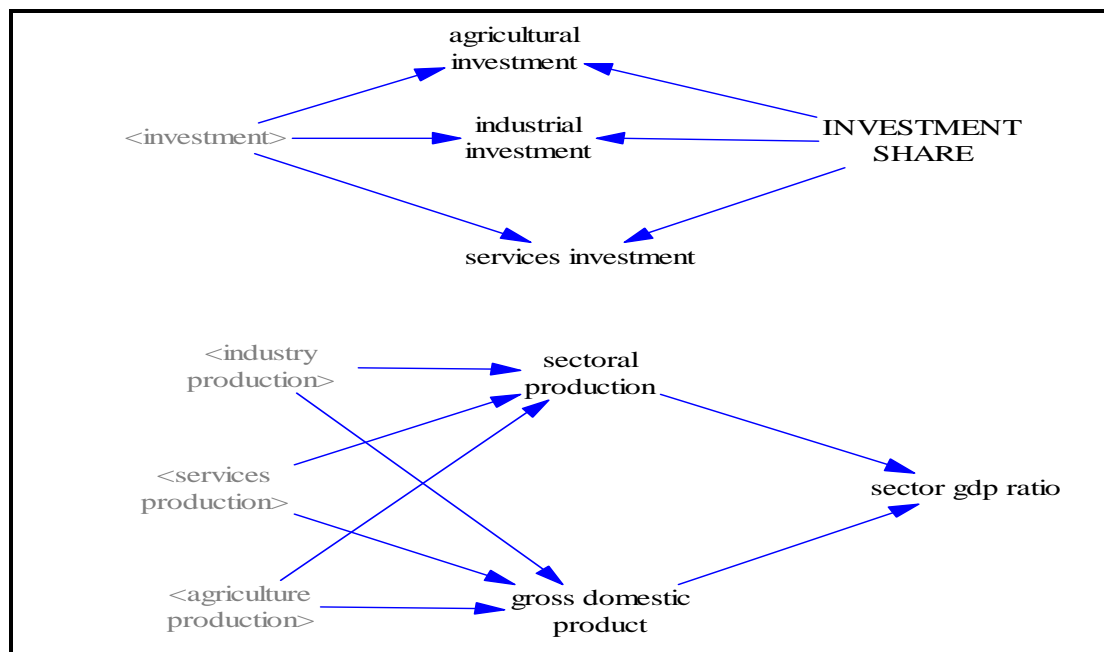 agricultural
investment
<investment>
industrial
investment
INVESTMENT
SHARE
services investment
<industry
production>
sectoral
production
<services
production>
sector gdp ratio
<agriculture
production>
gross domestic
product